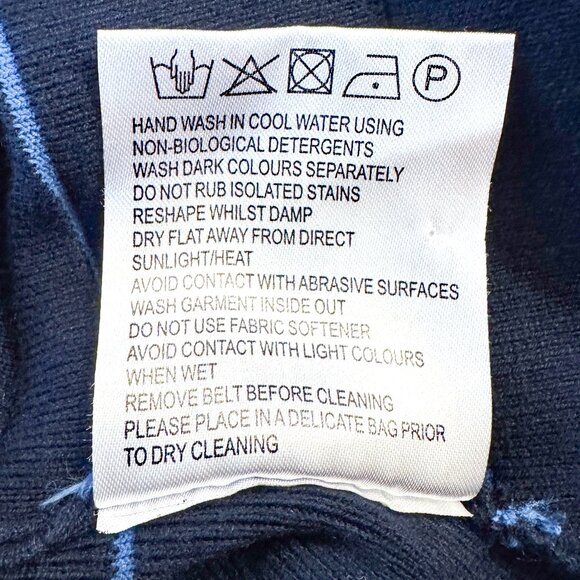 P
HAND WASH IN COOL WATER USING
NON-BIOLOGICAL DETERGENTS
WASH DARK COLOURS SEPARATELY
DO NOT RUB ISOLATED STAINS
RESHAPE WHILST DAMP
DRY FLAT AWAY FROM DIRECT
SUNLIGHT/HEAT
AVOID CONTACT WITH ABRASIVE SURFACES
WASH GARMENT INSIDE OUT
DO NOT USE FABRIC SOFTENER
AVOID CONTACT WITH LIGHT COLOURS
WHEN WET
REMOVE BELT BEFORE CLEANING
PLEASE PLACE IN A DELICATE BAG PRIOR
TO DRY CLEANING